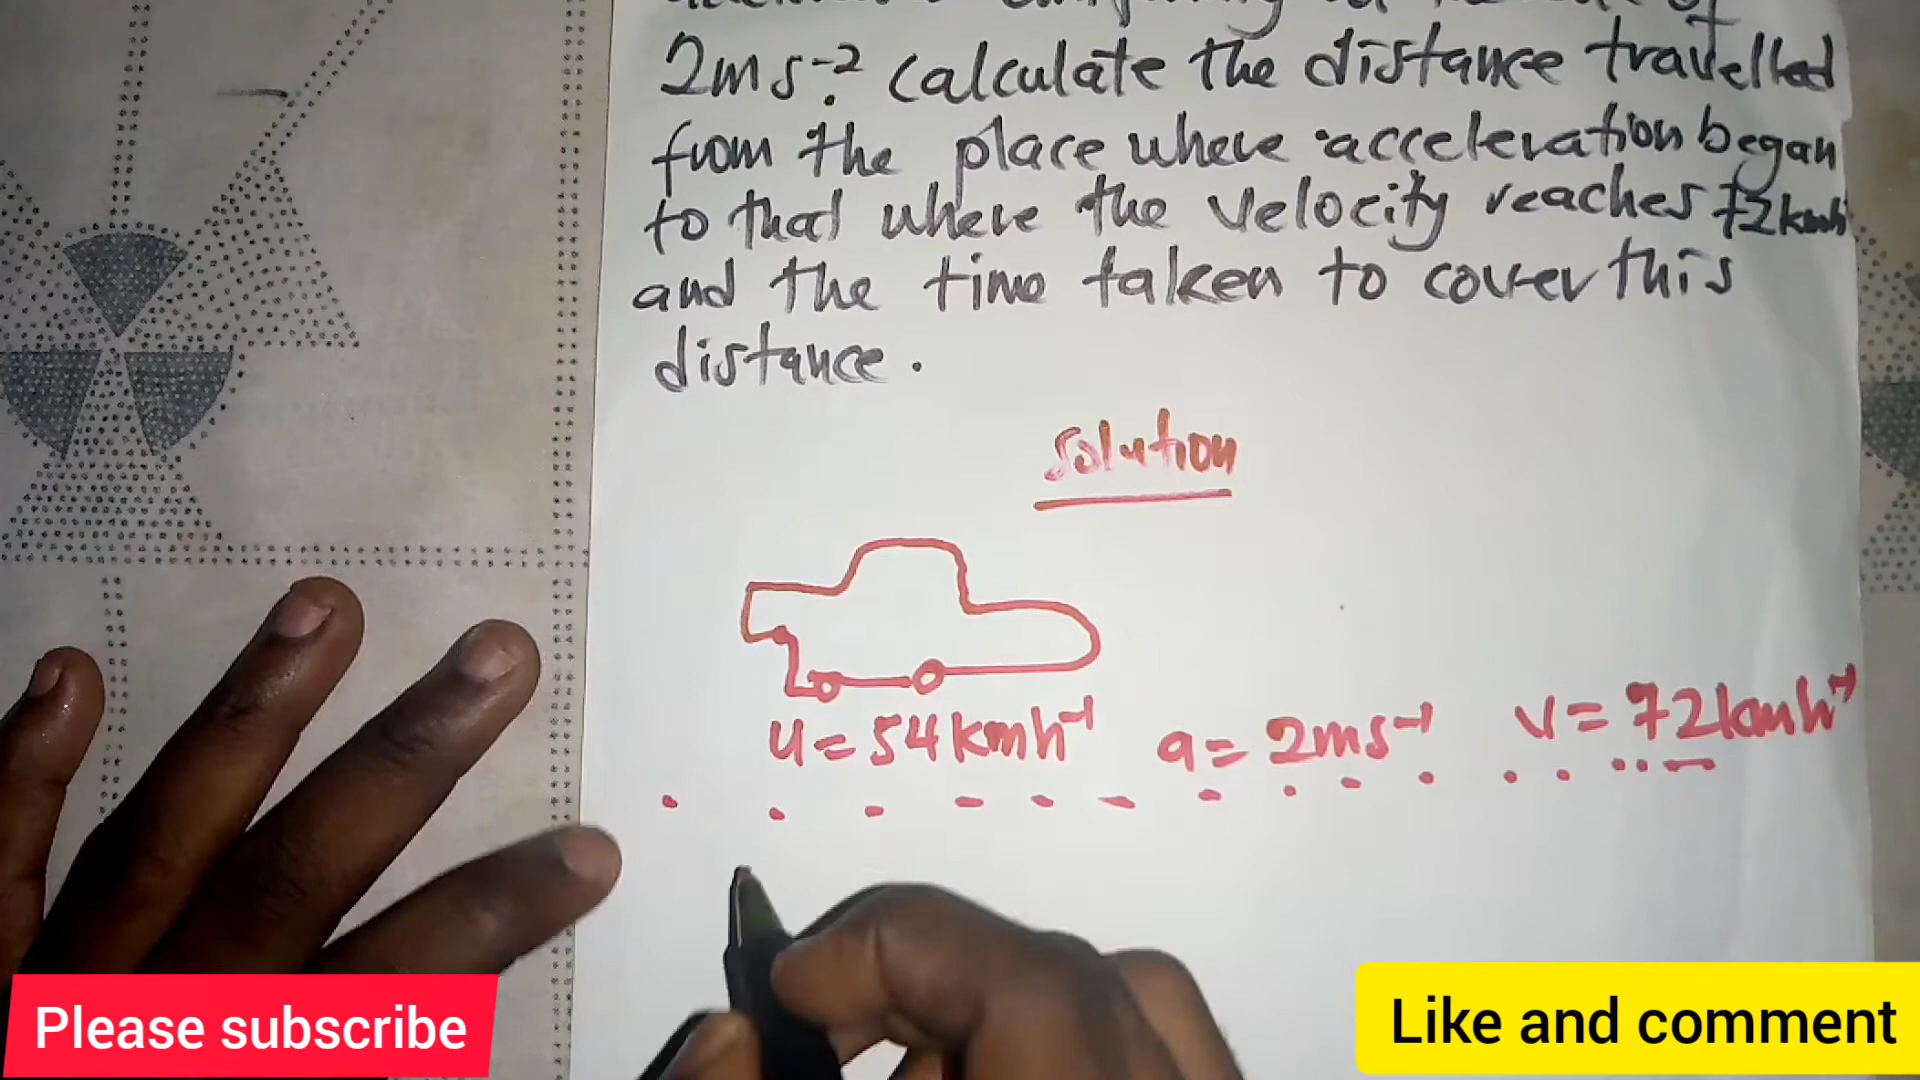 of
2ms⁻². calculate the distance travelled
from the place where acceleration began
to that where the velocity reaches 72kmh
and the time taken to cover this
distance.
solution
u = 54kmh⁻¹ a = 2ms⁻¹ v = 72kmh⁻¹
Please subscribe
Like and comment